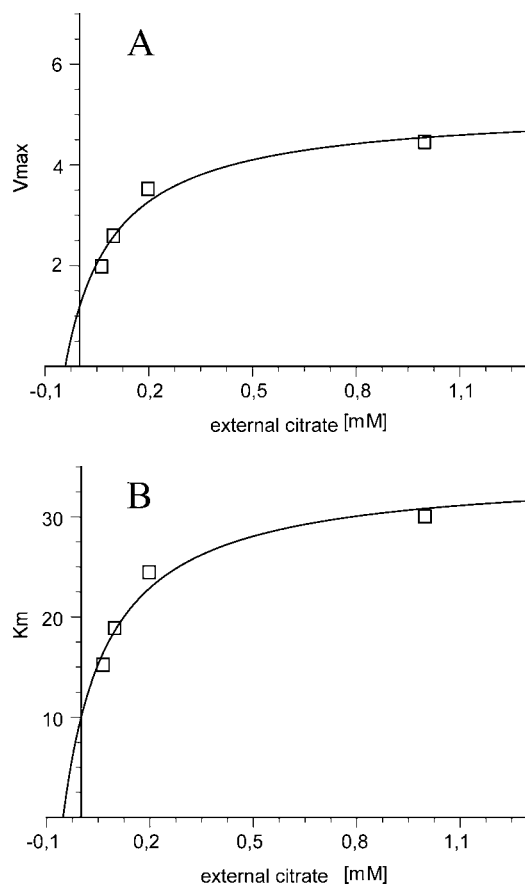 A
6
4
2
Vmax
-0,1 0,2 0,5 0,8 1,1
external citrate [mM]
B
30
20
10
Km
-0,1 0,2 0,5 0,8 1,1
external citrate [mM]